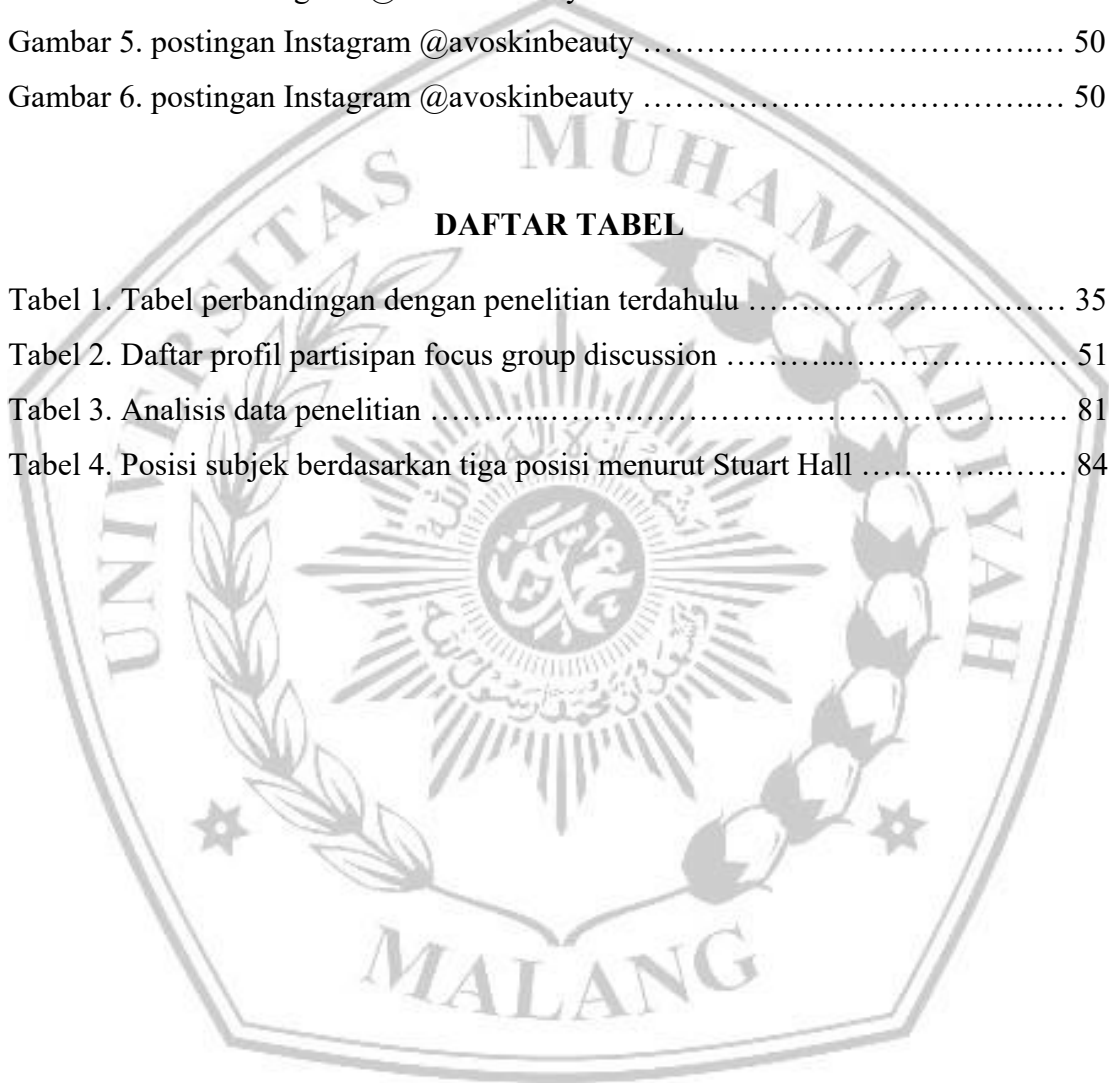 Gambar 5. postingan Instagram @avoskinbeauty ………………………………….… 50
Gambar 6. postingan Instagram @avoskinbeauty ………………………………….… 50
DAFTAR TABEL
Tabel 1. Tabel perbandingan dengan penelitian terdahulu ………………………… 35
Tabel 2. Daftar profil partisipan focus group discussion ………...………………… 51
Tabel 3. Analisis data penelitian ………...………………………………….…… 81
Tabel 4. Posisi subjek berdasarkan tiga posisi menurut Stuart Hall ……………… 84
UNIVERSITAS MUHAMMADIYAH
MALANG